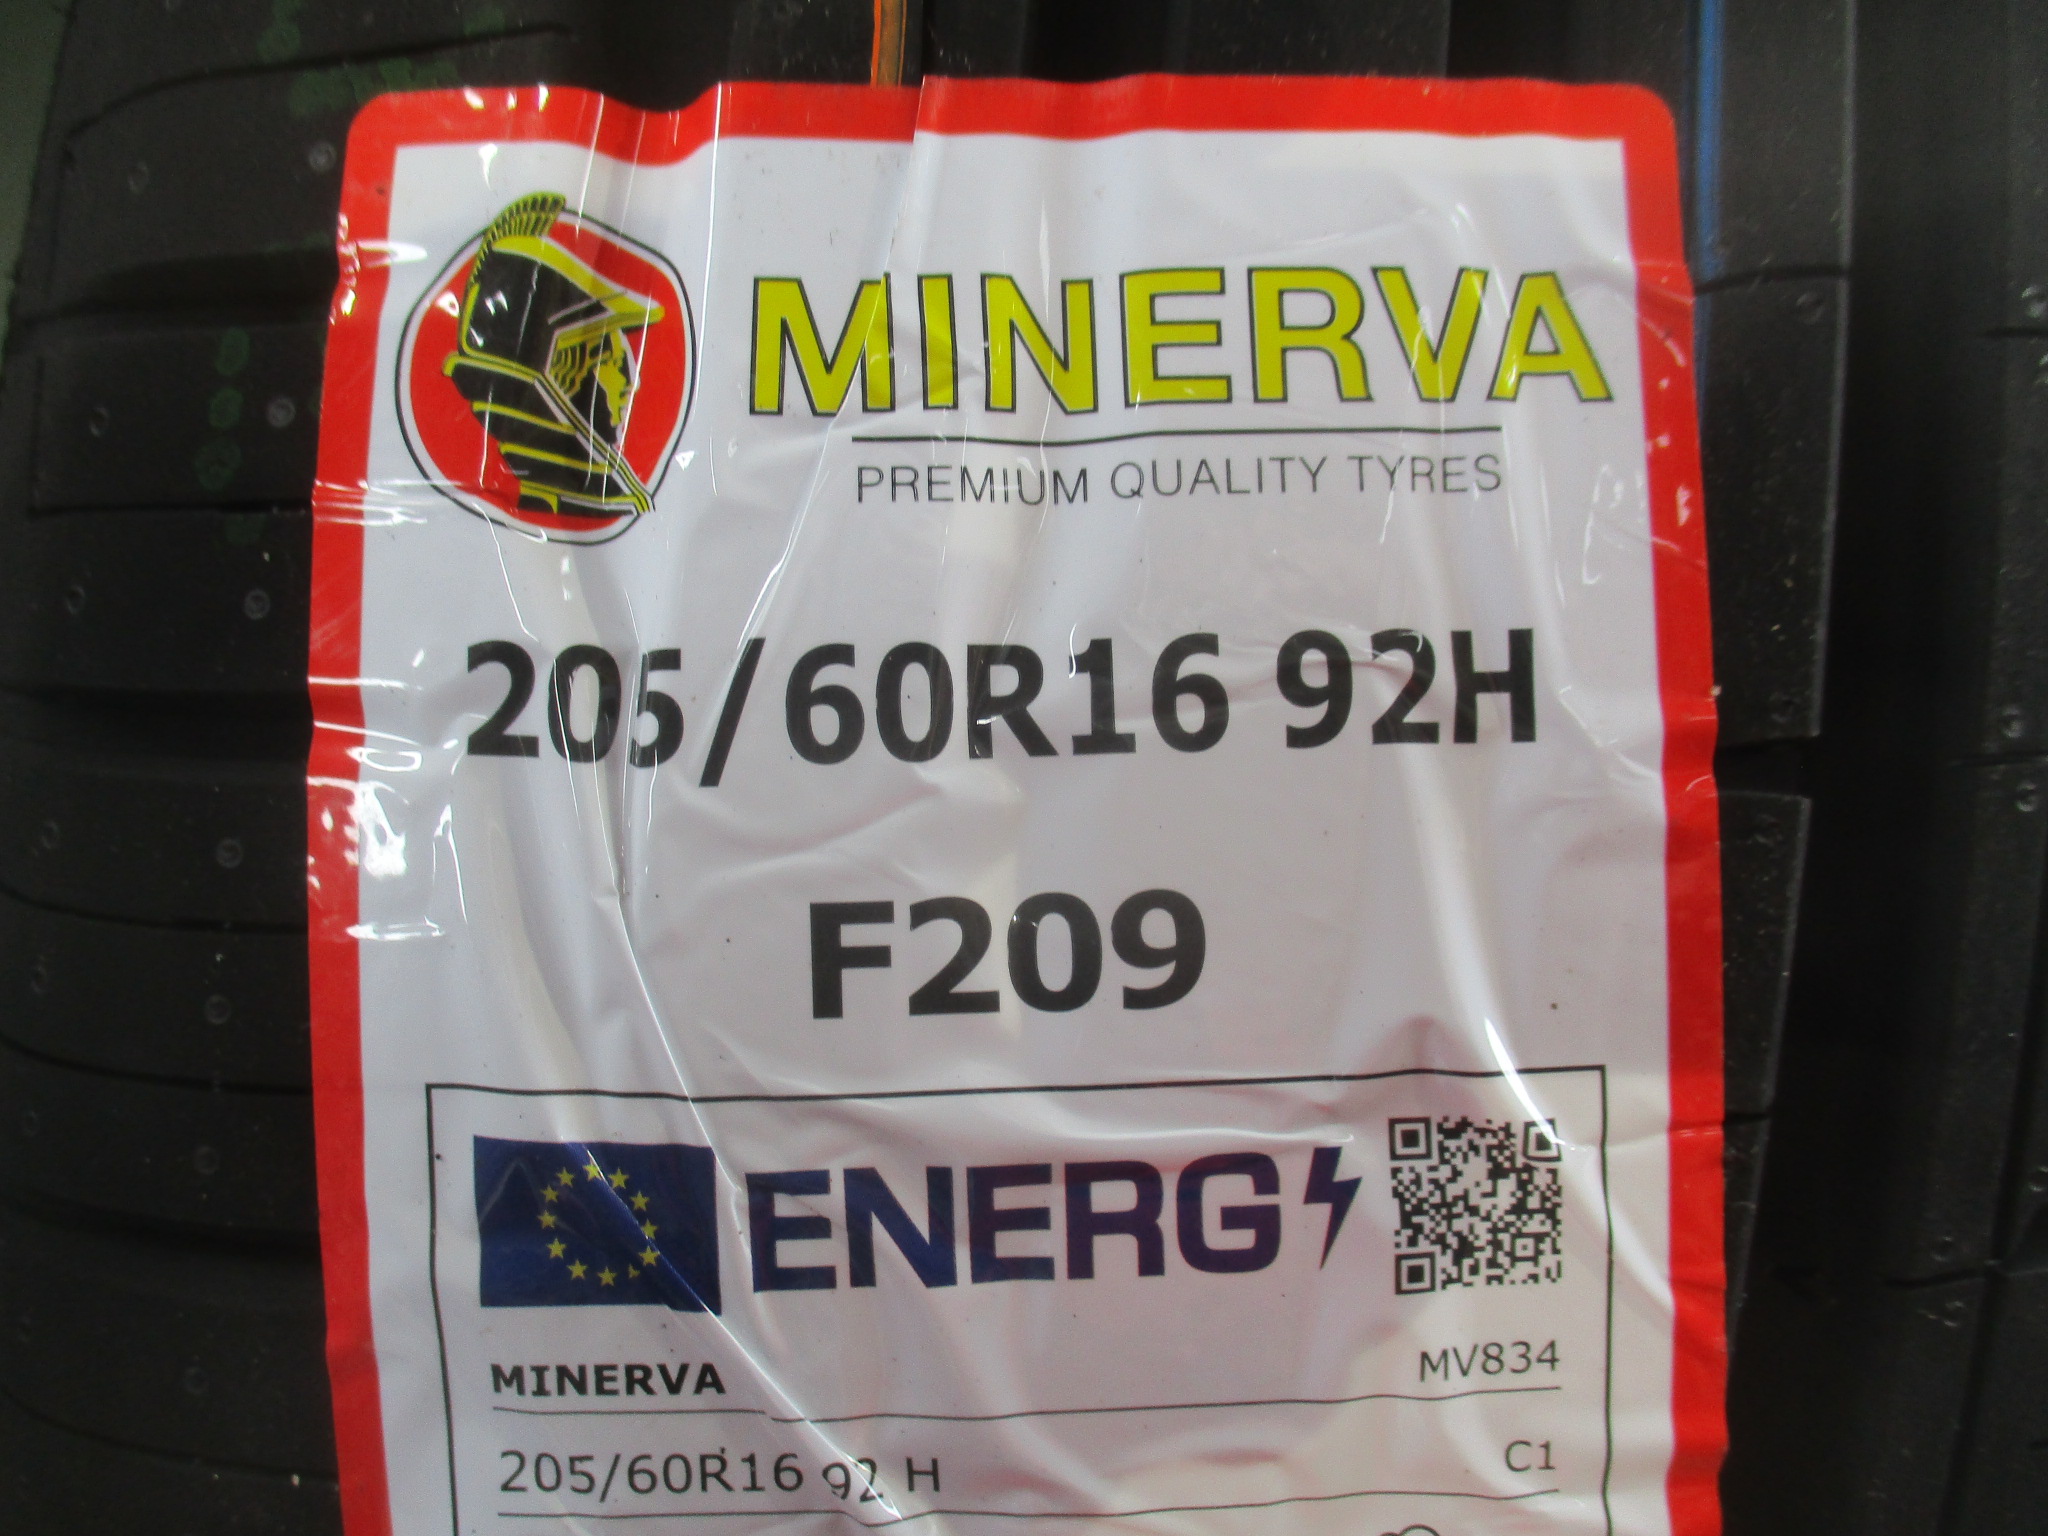 MINERVA
PREMIUM QUALITY TYRES
205/60R16 92H
F209
ENERG
MINERVA
MV834
205/60R16 92 H
C1